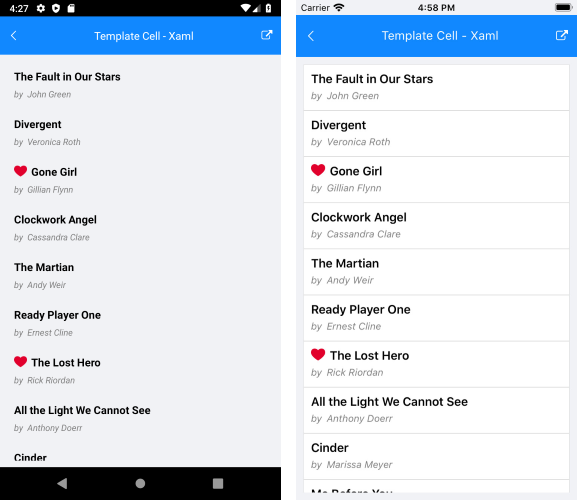 4:27
Template Cell - Xaml
The Fault in Our Stars
by John Green
Divergent
by Veronica Roth
Gone Girl
by Gillian Flynn
Clockwork Angel
by Cassandra Clare
The Martian
by Andy Weir
Ready Player One
by Ernest Cline
The Lost Hero
by Rick Riordan
All the Light We Cannot See
by Anthony Doerr
Cinder
Carrier 4:58 PM
Template Cell - Xaml
The Fault in Our Stars
by John Green
Divergent
by Veronica Roth
Gone Girl
by Gillian Flynn
Clockwork Angel
by Cassandra Clare
The Martian
by Andy Weir
Ready Player One
by Ernest Cline
The Lost Hero
by Rick Riordan
All the Light We Cannot See
by Anthony Doerr
Cinder
by Marissa Meyer
Me Before You